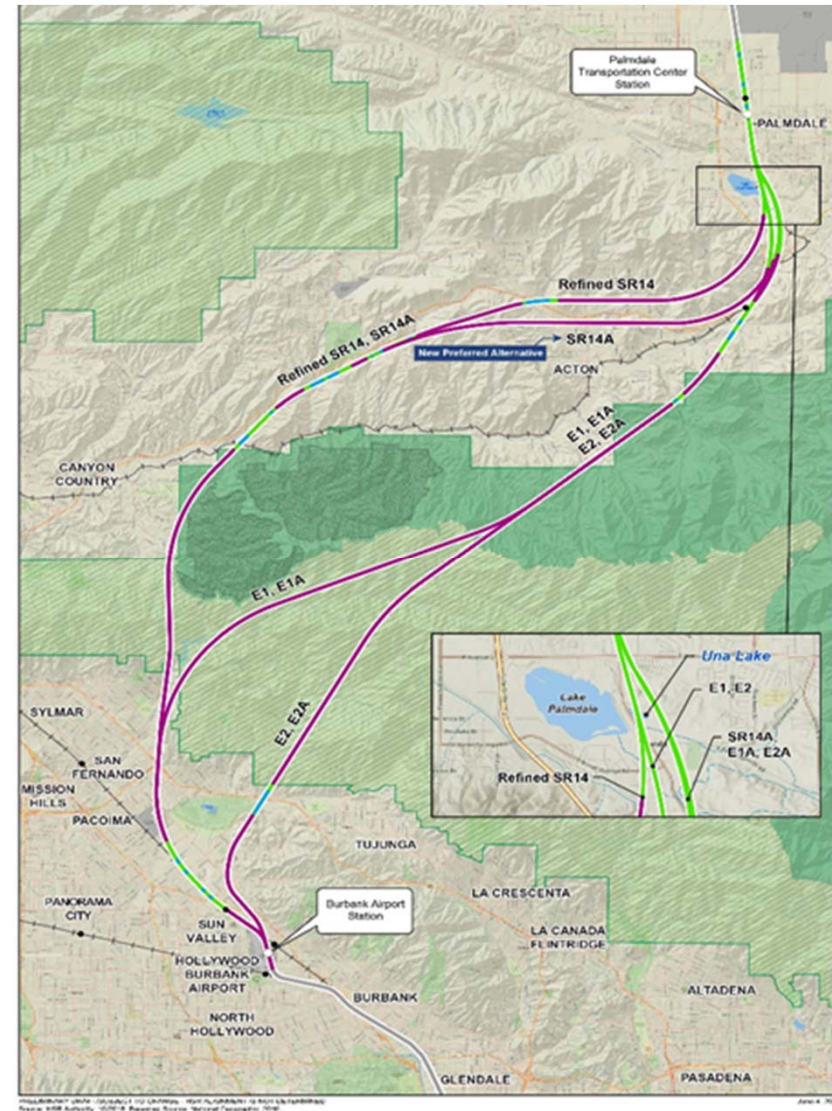 Palmdale
Transportation Center
Station
PALMDALE
Refined SR14
Refined SR14, SR14A
New Preferred Alternative
SR14A
ACTON
E1, E1A
E2, E2A
CANYON
COUNTRY
E1, E1A
E2, E2A
Una Lake
E1, E2
Lake
Palmdale
SR14A,
E1A, E2A
Refined SR14
SYLMAR
SAN
FERNANDO
MISSION
HILLS
PACOIMA
TUJUNGA
PANORAMA
CITY
Burbank Airport
Station
LA CRESCENTA
SUN
VALLEY
LA CANADA
FLINTRIDGE
HOLLYWOOD
BURBANK
AIRPORT
BURBANK
ALTADENA
NORTH
HOLLYWOOD
GLENDALE
PASADENA